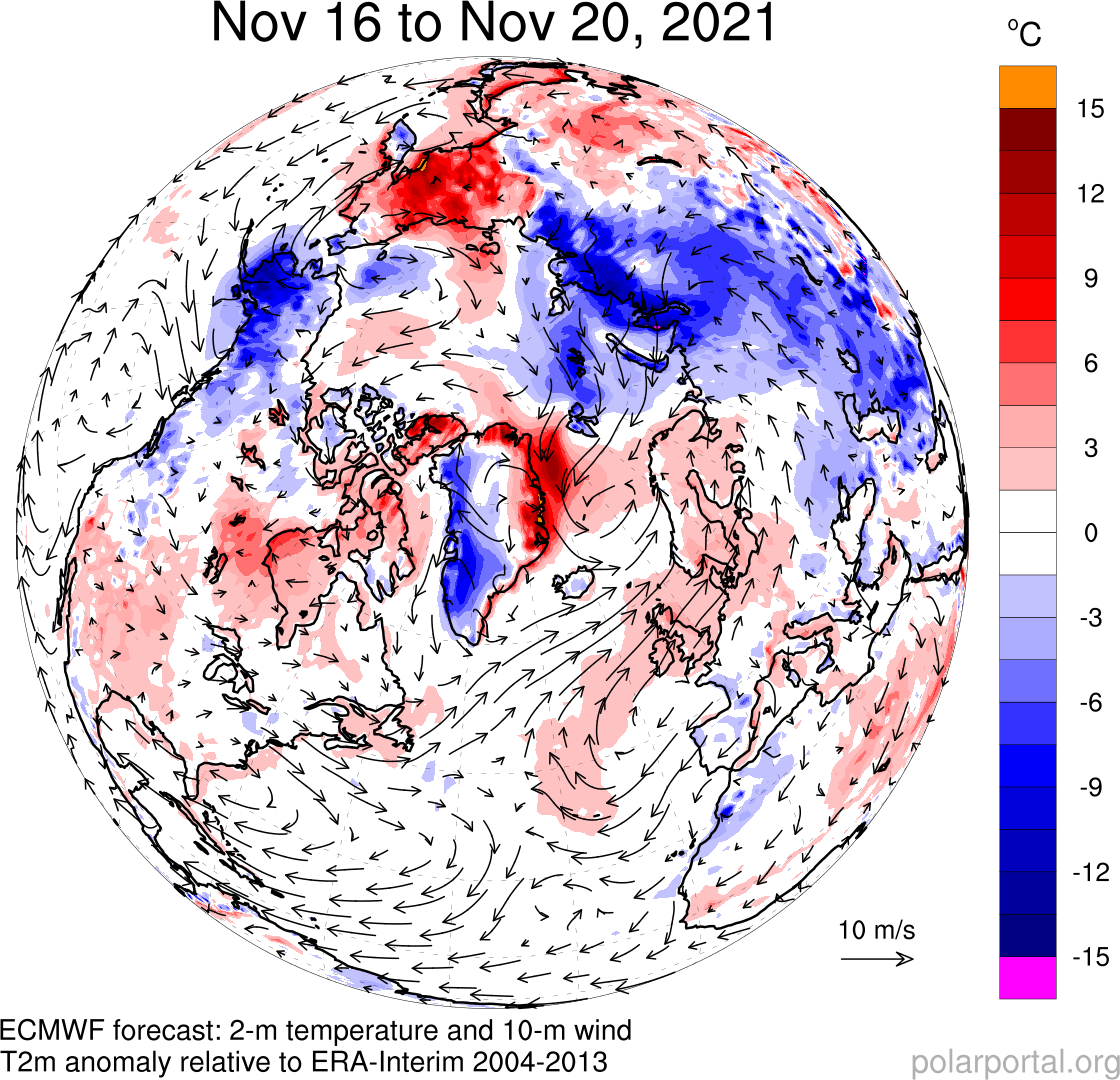 Nov 16 to Nov 20, 2021
°C
15
12
9
6
3
0
-3
-6
-9
-12
-15
10 m/s
ECMWF forecast: 2-m temperature and 10-m wind
T2m anomaly relative to ERA-Interim 2004-2013
polarportal.org